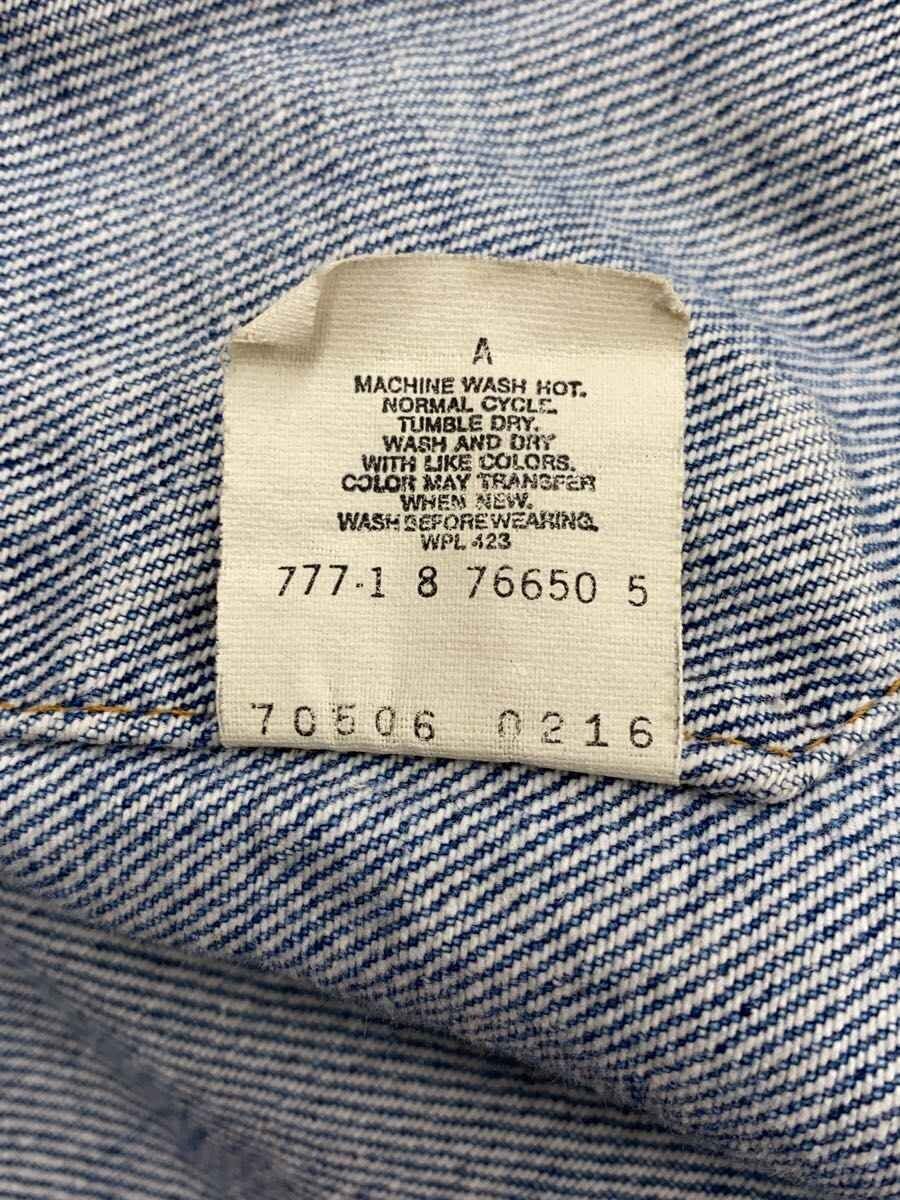 A
MACHINE WASH HOT.
NORMAL CYCLE.
TUMBLE DRY.
WASH AND DRY
WITH LIKE COLORS.
COLOR MAY TRANSFER
WHEN NEW.
WASH BEFORE WEARING.
WPL 423
777-1 8 76650 5
70506 0216